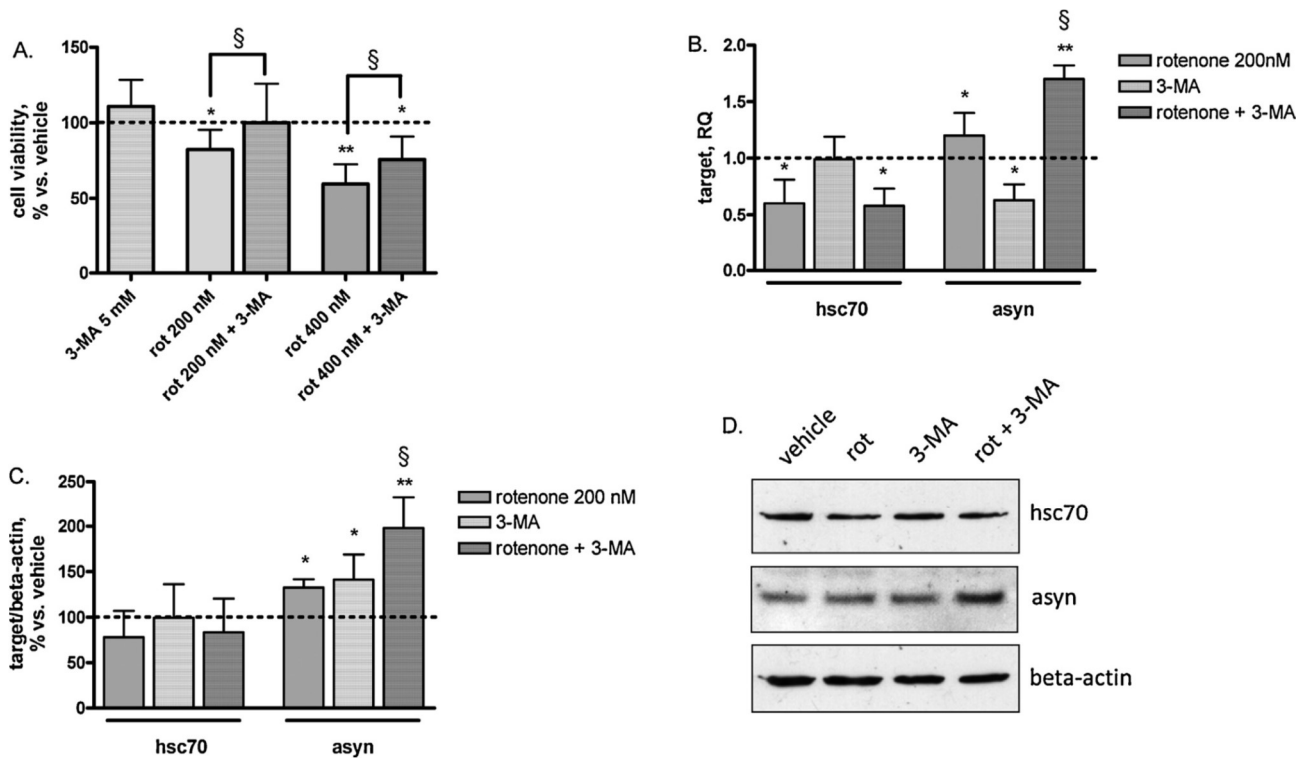 A.
cell viability,
% vs. vehicle
150
100
50
0
§
§
*
**
*
3-MA 5 mM
rot 200 nM
rot 200 nM + 3-MA
rot 400 nM
rot 400 nM + 3-MA
B.
target, RQ
2.0
1.5
1.0
0.5
0.0
*
*
*
*
§
**
hsc70
asyn
rotenone 200nM
3-MA
rotenone + 3-MA
C.
target/beta-actin,
% vs. vehicle
250
200
150
100
50
0
*
*
§
**
hsc70
asyn
rotenone 200 nM
3-MA
rotenone + 3-MA
D.
vehicle
rot
3-MA
rot + 3-MA
hsc70
asyn
beta-actin